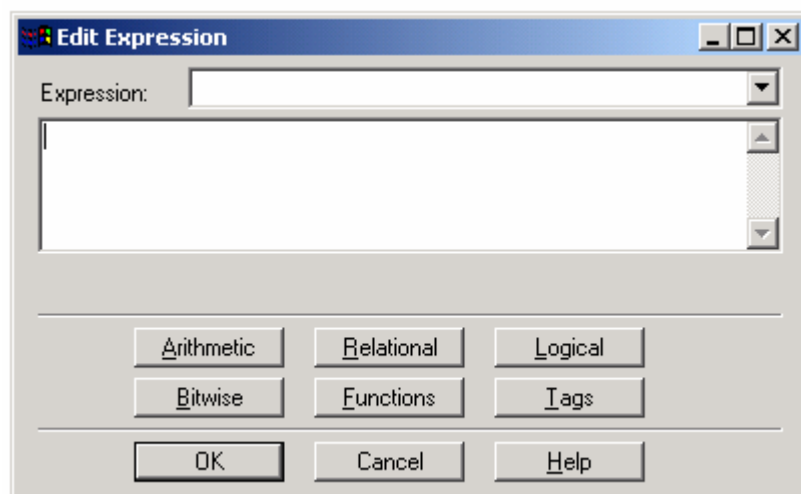 Edit Expression
Expression:
Arithmetic Relational Logical
Bitwise Functions Tags
OK Cancel Help